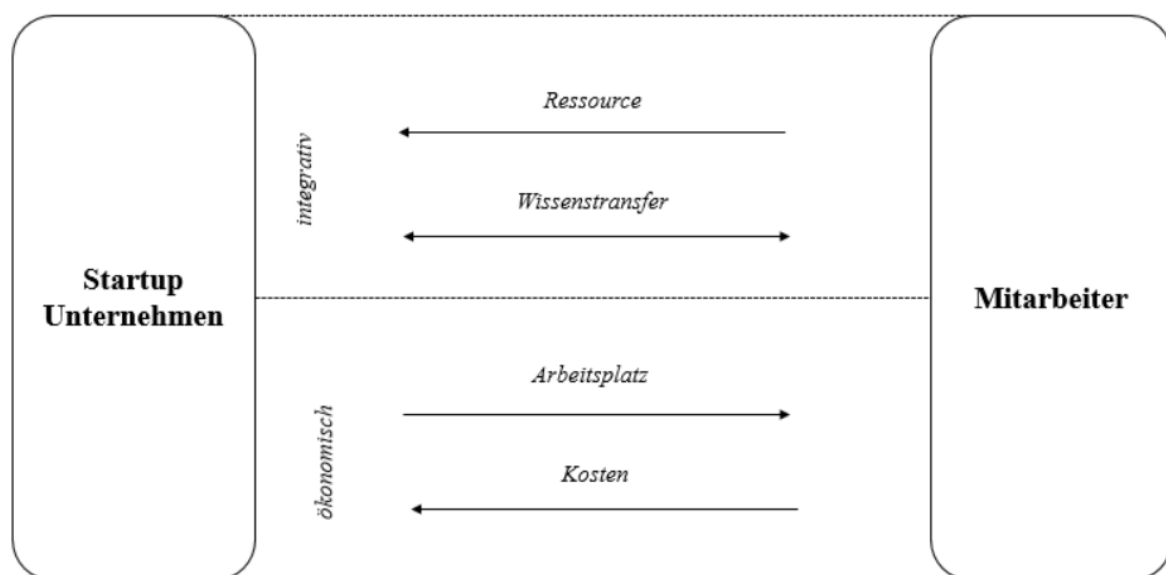 Ressource
integrativ
Wissenstransfer
Startup
Unternehmen
Mitarbeiter
Arbeitsplatz
ökonomisch
Kosten